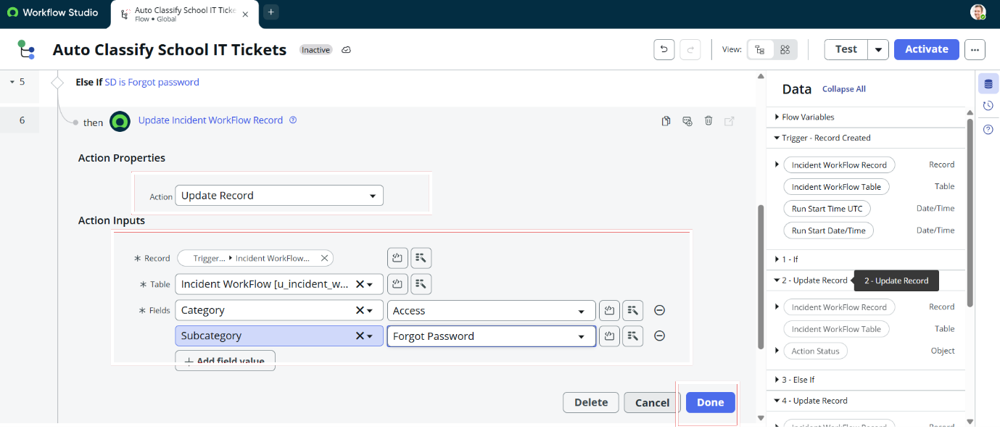 Workflow Studio
Auto Classify School IT Ticke
Flow • Global
Auto Classify School IT Tickets
Inactive
View:
Test
Activate
5
Else If SD is Forgot password
6
then
Update Incident WorkFlow Record
Action Properties
Action
Update Record
Action Inputs
* Record
Trigger... ▸ Incident WorkFlow...
* Table
Incident WorkFlow [u_incident_w...
* Fields
Category
Access
Subcategory
Forgot Password
+ Add field value
Delete
Cancel
Done
Data
Collapse All
Flow Variables
Trigger - Record Created
Incident WorkFlow Record
Record
Incident WorkFlow Table
Table
Run Start Time UTC
Date/Time
Run Start Date/Time
Date/Time
1 - If
2 - Update Record
2 - Update Record
Incident WorkFlow Record
Record
Incident WorkFlow Table
Table
Action Status
Object
3 - Else If
4 - Update Record
Incident WorkFlow Record
Record